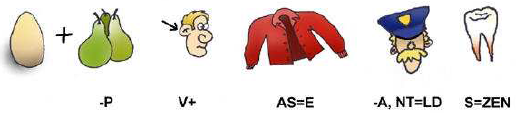 +
-P V+ AS=E -A, NT=LD S=ZEN